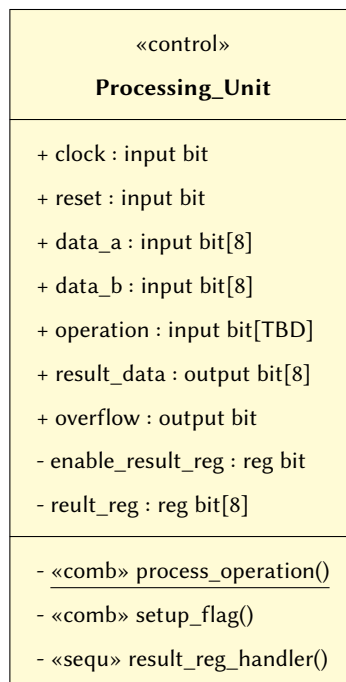 «control»
Processing_Unit
+ clock : input bit
+ reset : input bit
+ data_a : input bit[8]
+ data_b : input bit[8]
+ operation : input bit[TBD]
+ result_data : output bit[8]
+ overflow : output bit
- enable_result_reg : reg bit
- reult_reg : reg bit[8]
- «comb» process_operation()
- «comb» setup_flag()
- «sequ» result_reg_handler()